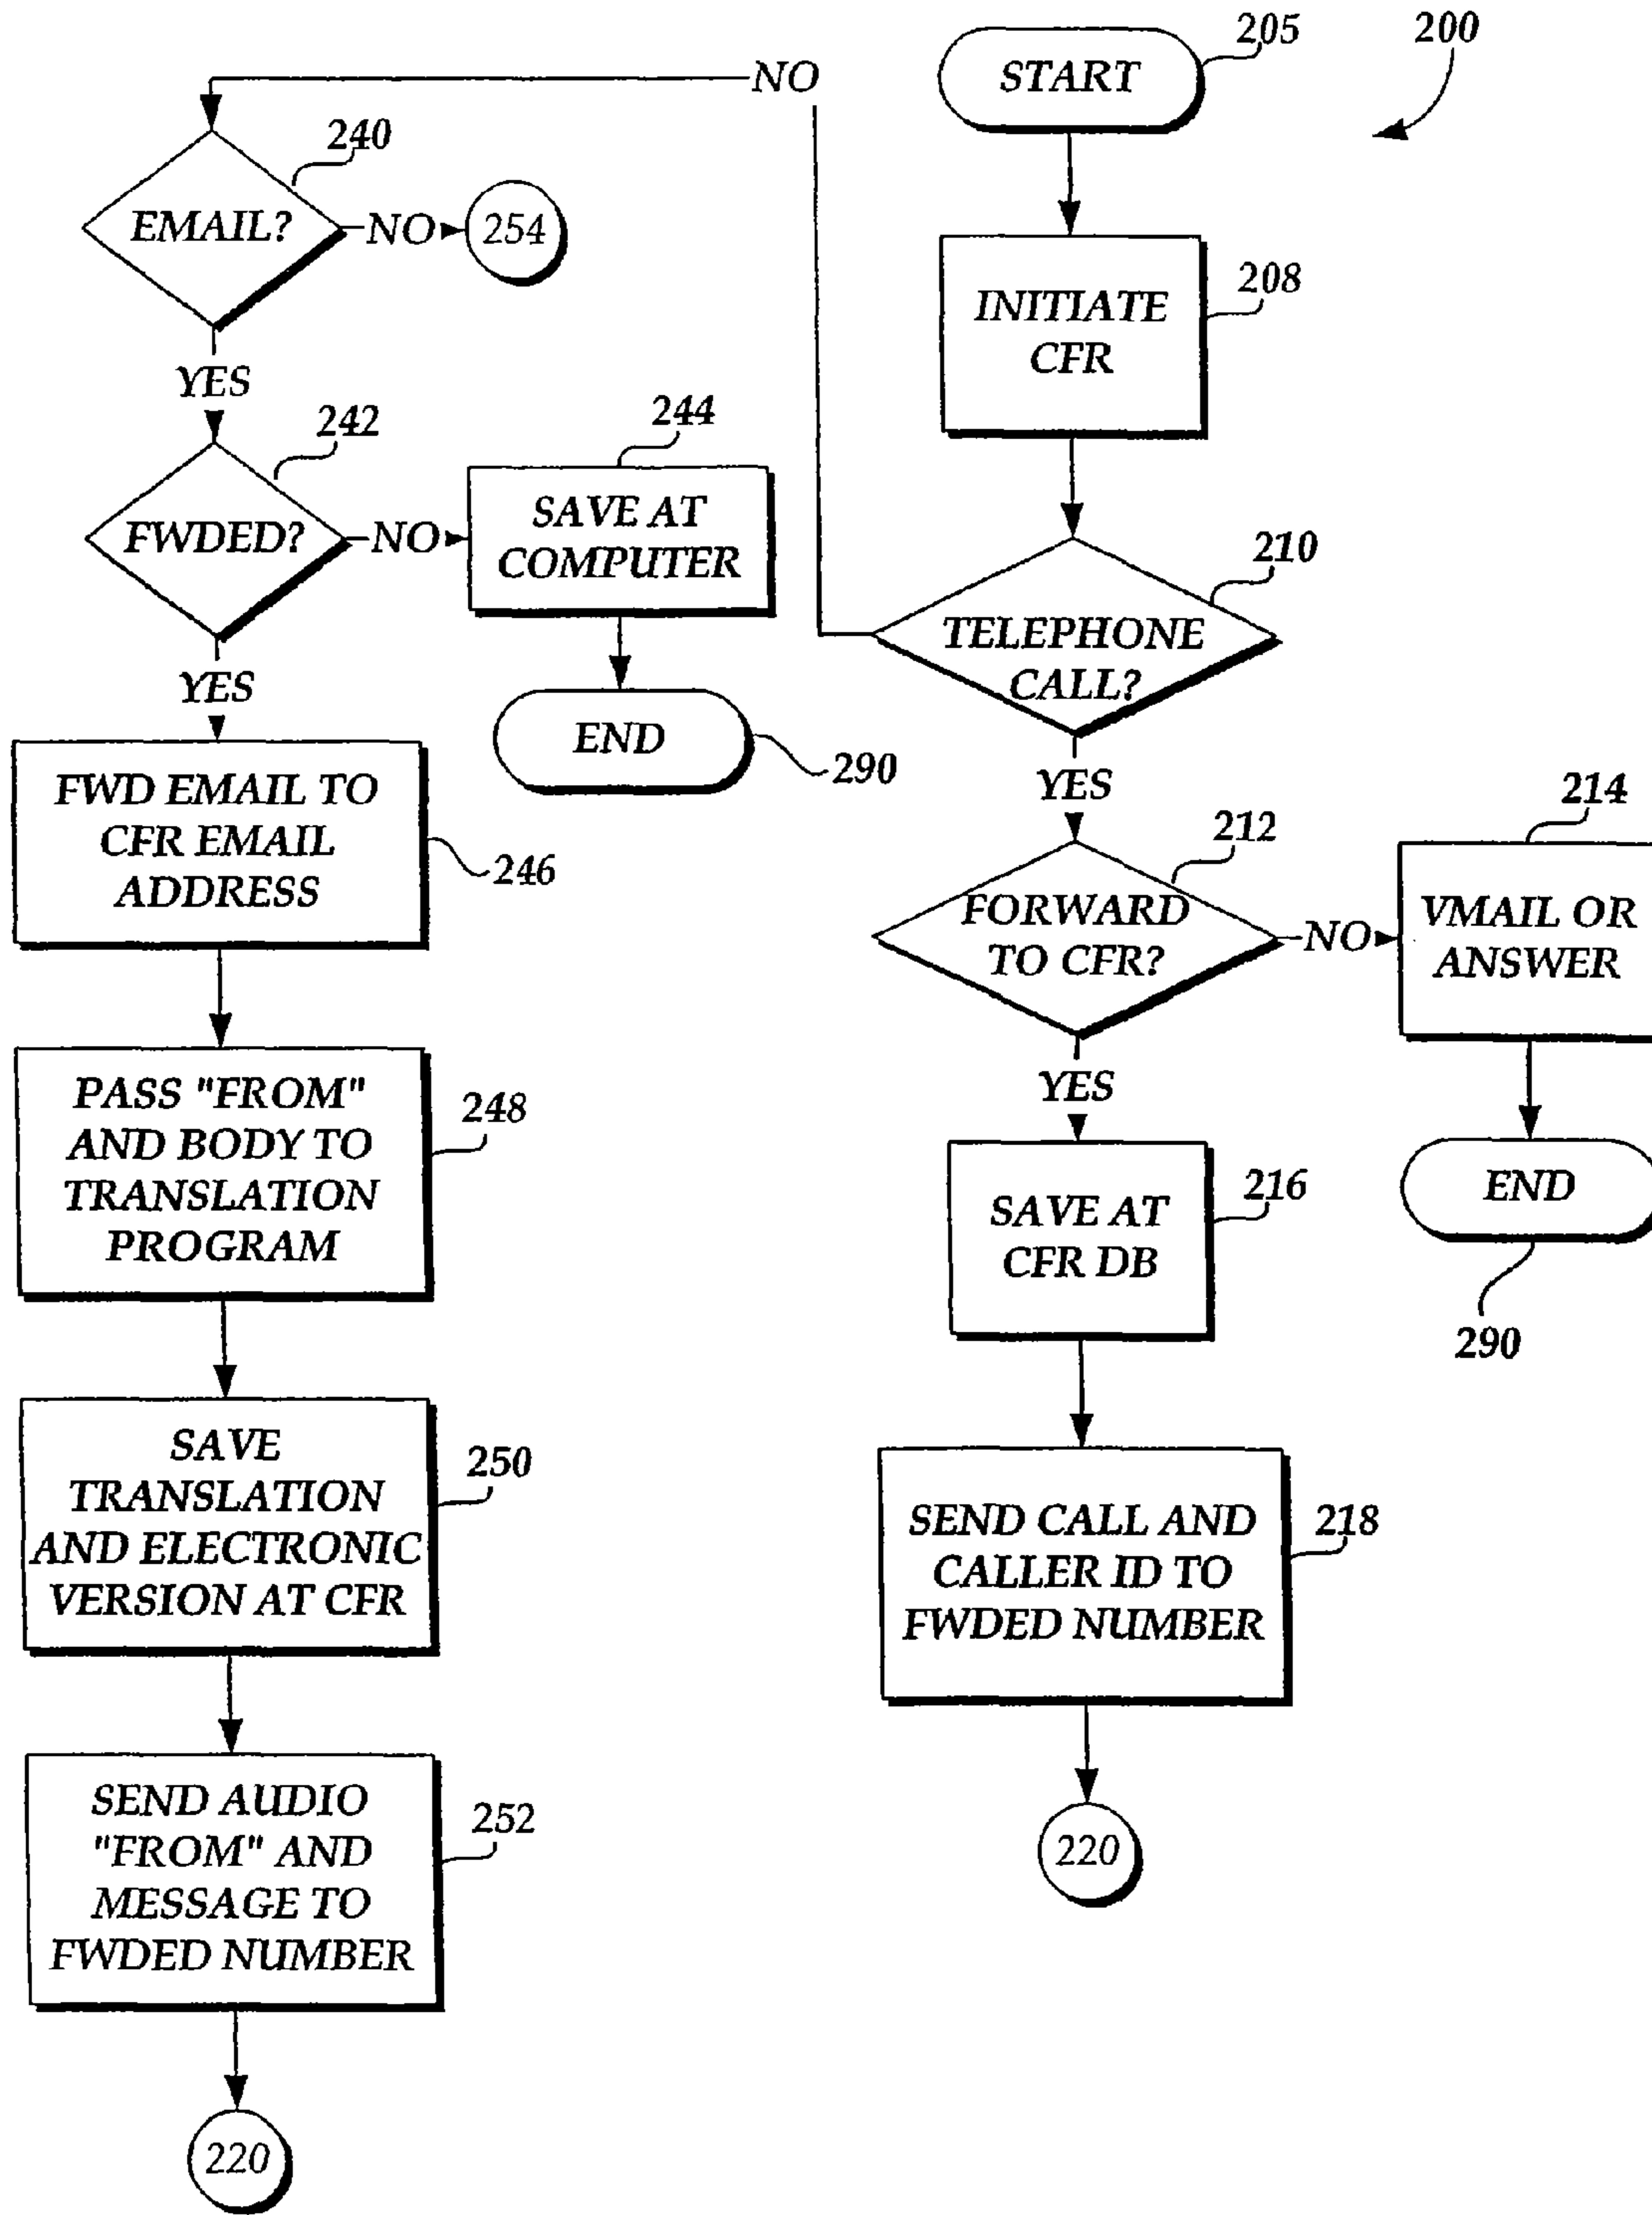 200
205
START
208
INITIATE
CFR
210
TELEPHONE
CALL?
NO
YES
212
FORWARD
TO CFR?
NO
214
VMAIL OR
ANSWER
END
290
YES
216
SAVE AT
CFR DB
218
SEND CALL AND
CALLER ID TO
FWDED NUMBER
220
240
EMAIL?
NO
254
YES
242
FWDED?
NO
244
SAVE AT
COMPUTER
END
290
YES
FWD EMAIL TO
CFR EMAIL
ADDRESS
246
PASS "FROM"
AND BODY TO
TRANSLATION
PROGRAM
248
SAVE
TRANSLATION
AND ELECTRONIC
VERSION AT CFR
250
SEND AUDIO
"FROM" AND
MESSAGE TO
FWDED NUMBER
252
220